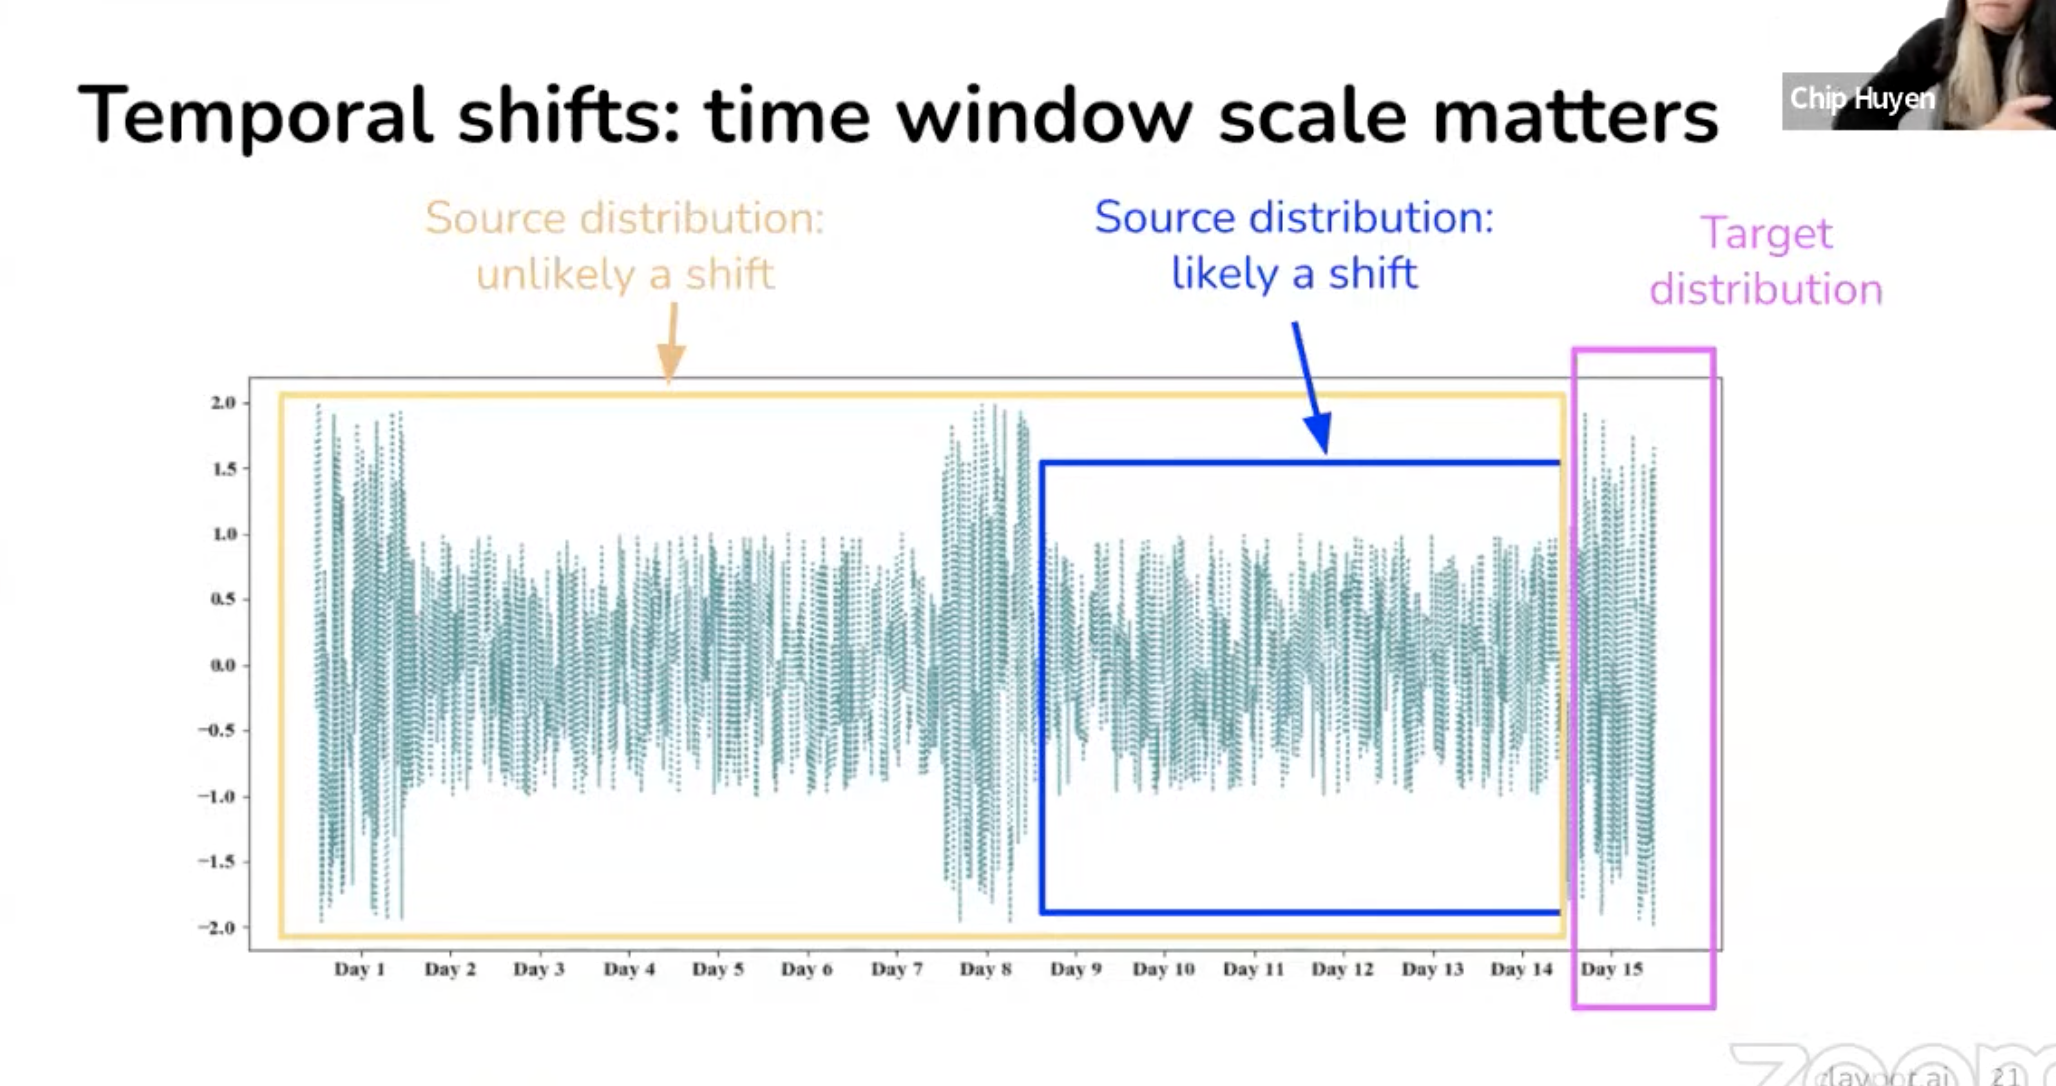 Temporal shifts: time window scale matters
Chip Huyen
Source distribution:
unlikely a shift
Source distribution:
likely a shift
Target
distribution
2.0
1.5
1.0
0.5
0.0
−0.5
−1.0
−1.5
−2.0
Day 1 Day 2 Day 3 Day 4 Day 5 Day 6 Day 7 Day 8 Day 9 Day 10 Day 11 Day 12 Day 13 Day 14 Day 15
zoom
21